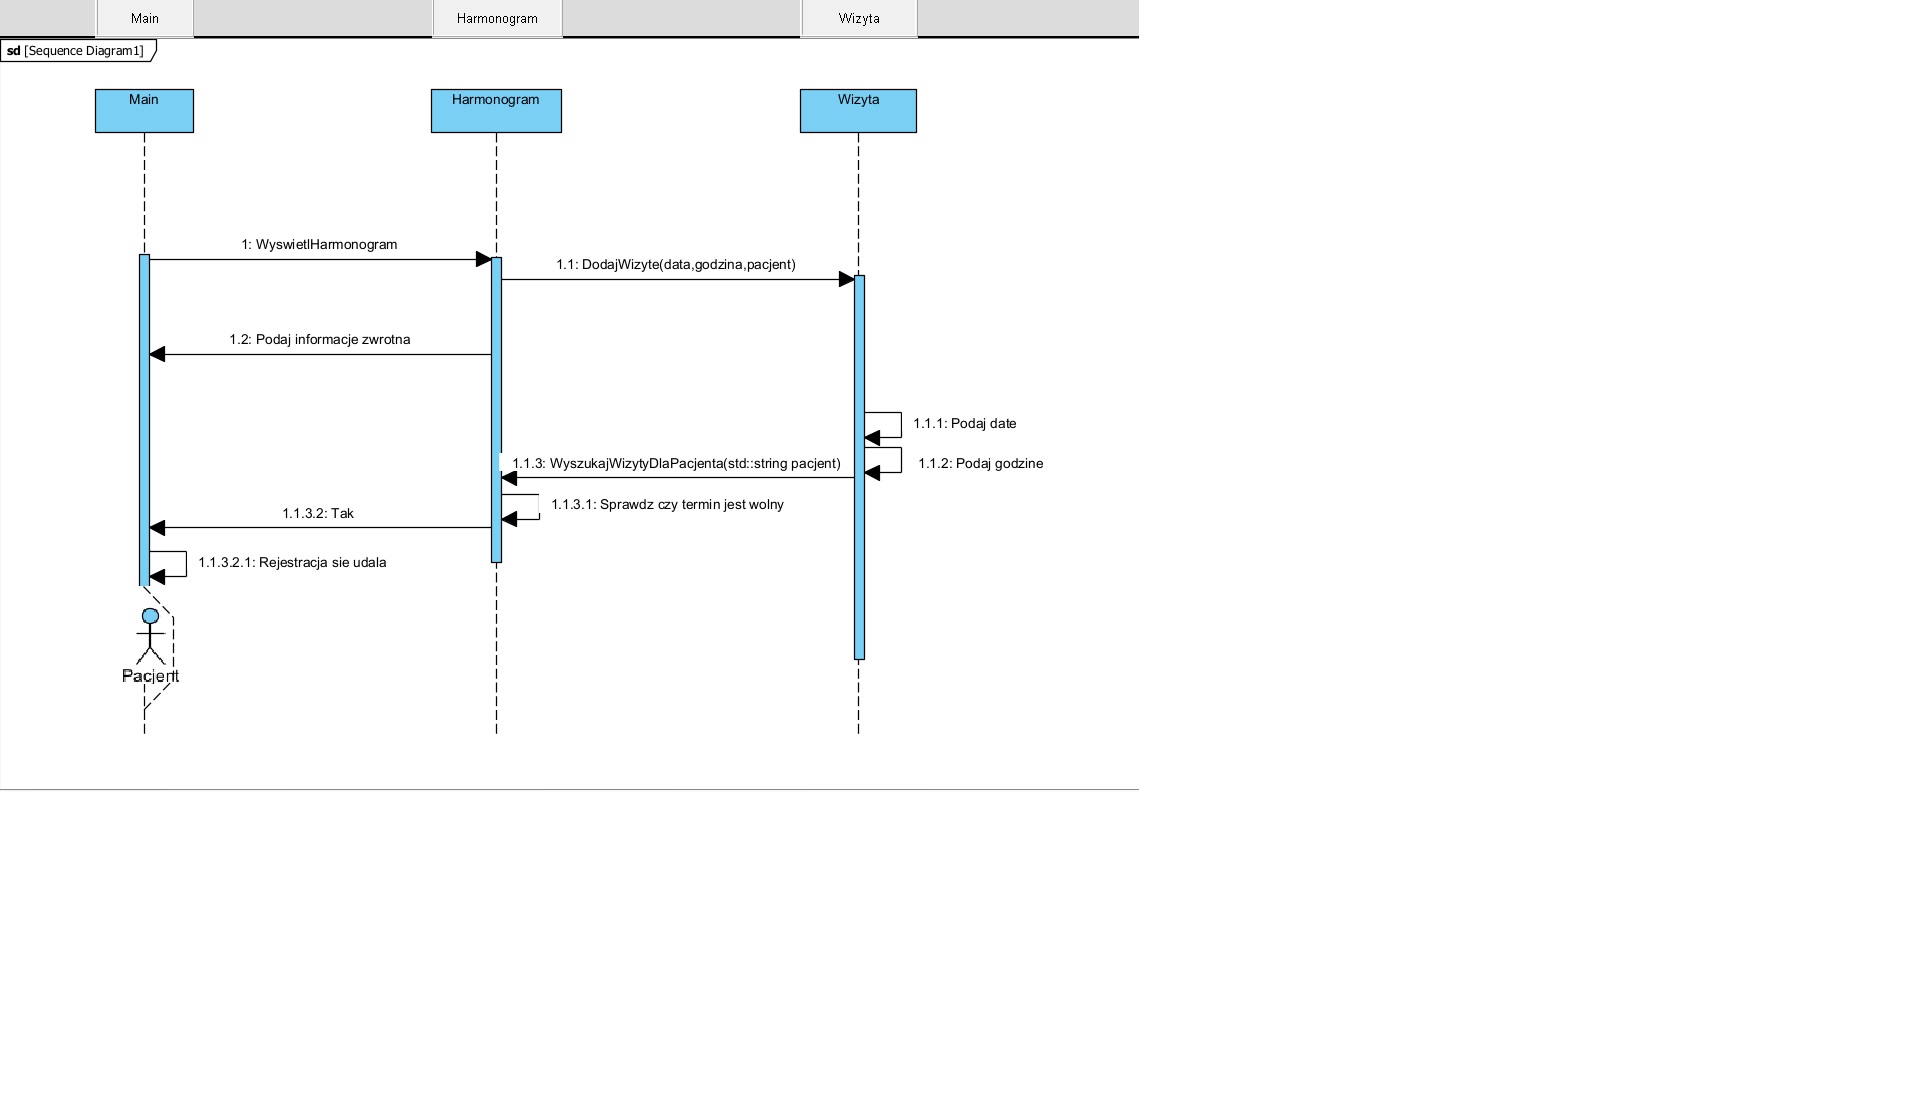 Main
Harmonogram
Wizyta
sd [Sequence Diagram1]
Main
Harmonogram
Wizyta
1: WyswietlHarmonogram
1.1: DodajWizyte(data,godzina,pacjent)
1.2: Podaj informacje zwrotna
1.1.1: Podaj date
1.1.3: WyszukajWizytyDlaPacjenta(std::string pacjent)
1.1.2: Podaj godzine
1.1.3.1: Sprawdz czy termin jest wolny
1.1.3.2: Tak
1.1.3.2.1: Rejestracja sie udala
Pacjent